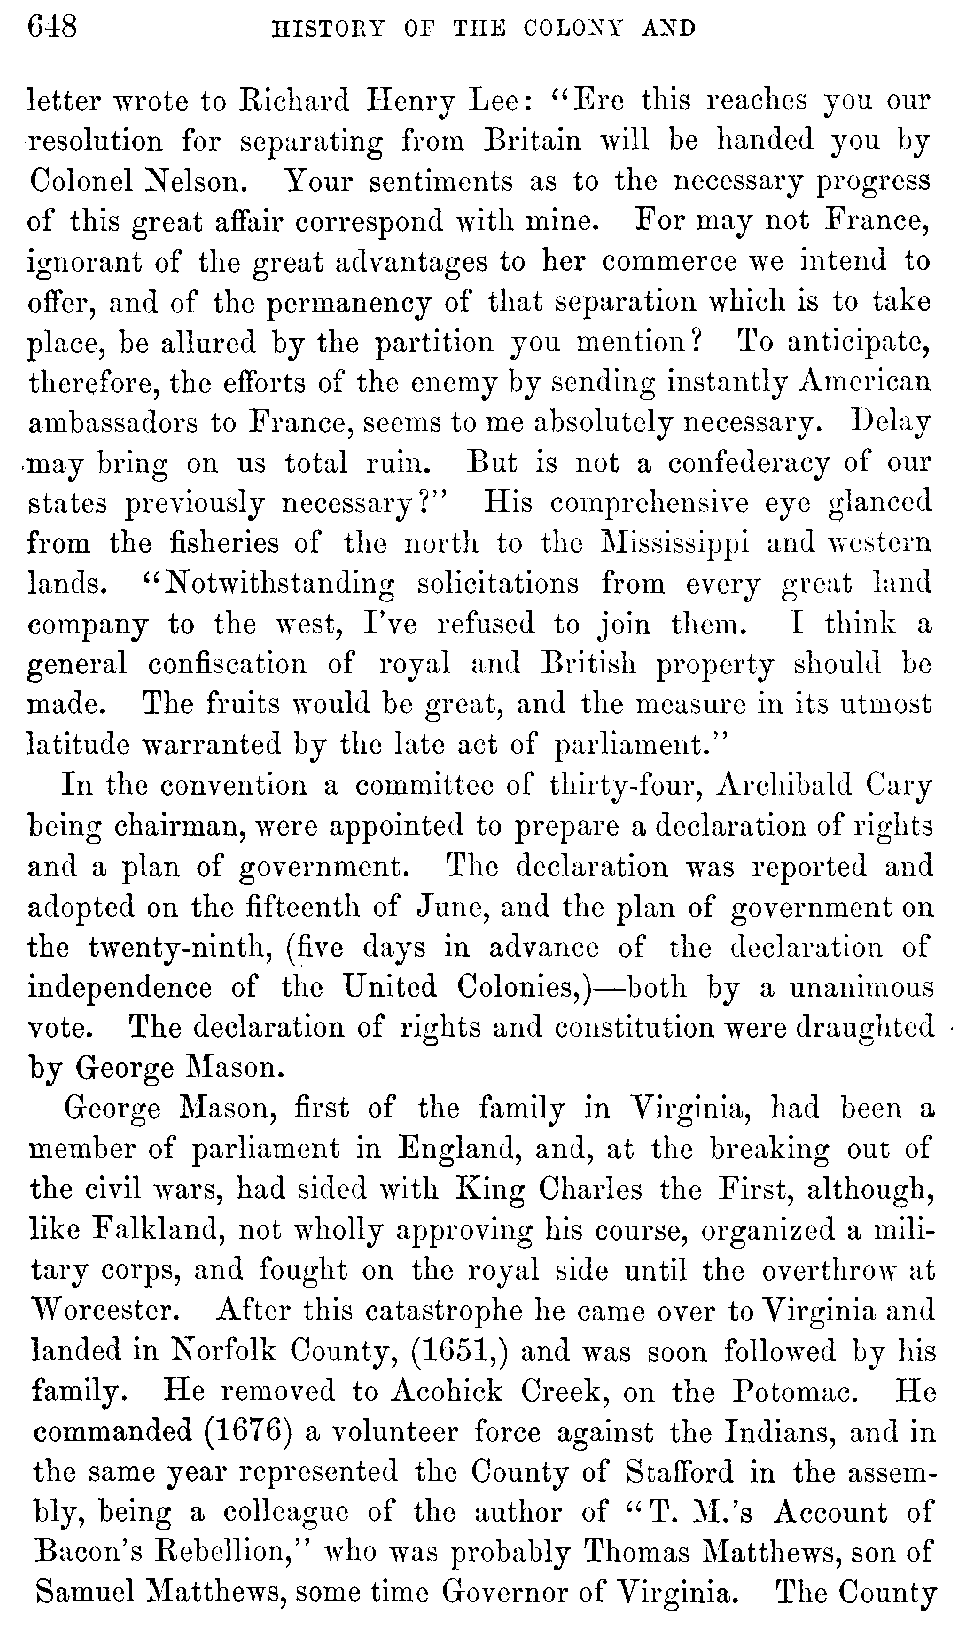 648 HISTORY OF THE COLONY AND
letter wrote to Richard Henry Lee: “Ere this reaches you our
resolution for separating from Britain will be handed you by
Colonel Nelson. Your sentiments as to the necessary progress
of this great affair correspond with mine. For may not France,
ignorant of the great advantages to her commerce we intend to
offer, and of the permanency of that separation which is to take
place, be allured by the partition you mention? To anticipate,
therefore, the efforts of the enemy by sending instantly American
ambassadors to France, seems to me absolutely necessary. Delay
may bring on us total ruin. But is not a confederacy of our
states previously necessary?” His comprehensive eye glanced
from the fisheries of the north to the Mississippi and western
lands. “Notwithstanding solicitations from every great land
company to the west, I’ve refused to join them. I think a
general confiscation of royal and British property should be
made. The fruits would be great, and the measure in its utmost
latitude warranted by the late act of parliament.”
In the convention a committee of thirty-four, Archibald Cary
being chairman, were appointed to prepare a declaration of rights
and a plan of government. The declaration was reported and
adopted on the fifteenth of June, and the plan of government on
the twenty-ninth, (five days in advance of the declaration of
independence of the United Colonies,)—both by a unanimous
vote. The declaration of rights and constitution were draughted
by George Mason.
George Mason, first of the family in Virginia, had been a
member of parliament in England, and, at the breaking out of
the civil wars, had sided with King Charles the First, although,
like Falkland, not wholly approving his course, organized a mili-
tary corps, and fought on the royal side until the overthrow at
Worcester. After this catastrophe he came over to Virginia and
landed in Norfolk County, (1651,) and was soon followed by his
family. He removed to Acohick Creek, on the Potomac. He
commanded (1676) a volunteer force against the Indians, and in
the same year represented the County of Stafford in the assem-
bly, being a colleague of the author of “T. M.’s Account of
Bacon’s Rebellion,” who was probably Thomas Matthews, son of
Samuel Matthews, some time Governor of Virginia. The County